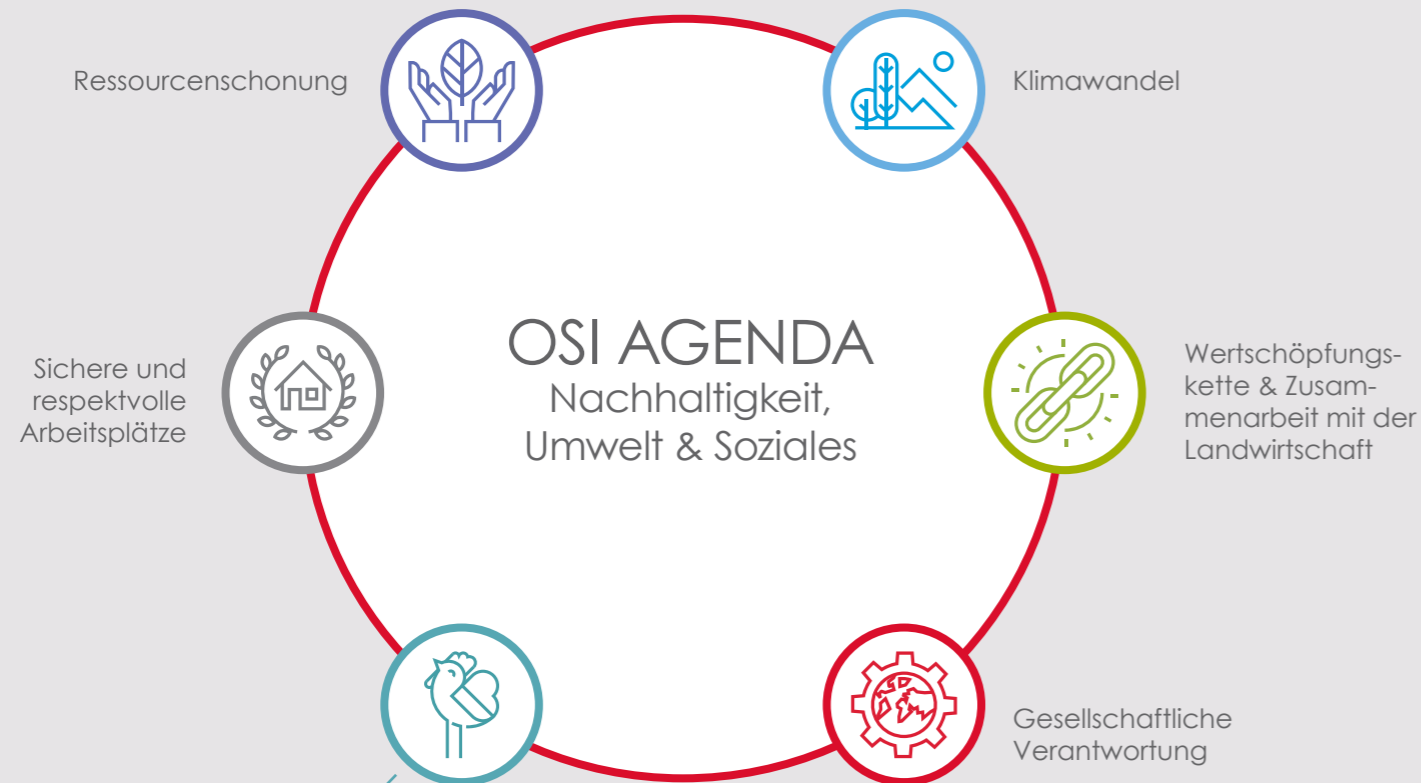 Ressourcenschonung
Klimawandel
OSI AGENDA
Nachhaltigkeit,
Umwelt & Soziales
Sichere und
respektvolle
Arbeitsplätze
Wertschöpfungs-
kette & Zusam-
menarbeit mit der
Landwirtschaft
Gesellschaftliche
Verantwortung